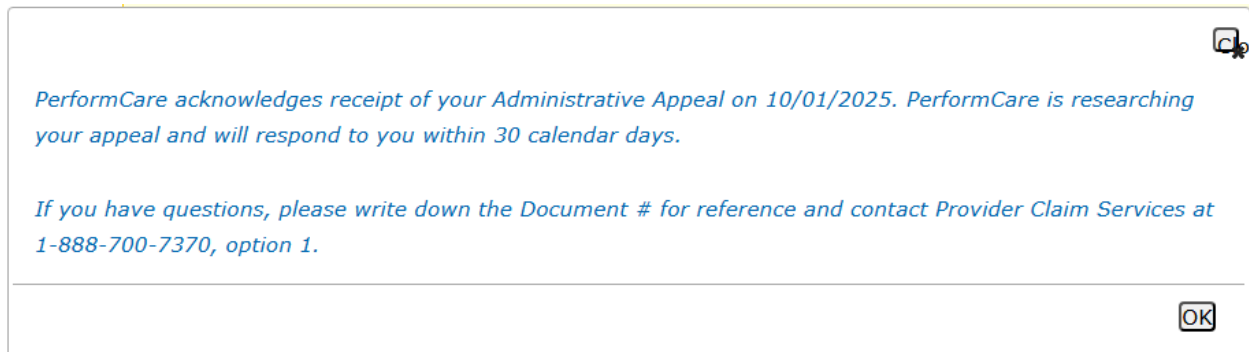 PerformCare acknowledges receipt of your Administrative Appeal on 10/01/2025. PerformCare is researching
your appeal and will respond to you within 30 calendar days.
If you have questions, please write down the Document # for reference and contact Provider Claim Services at
1-888-700-7370, option 1.
OK